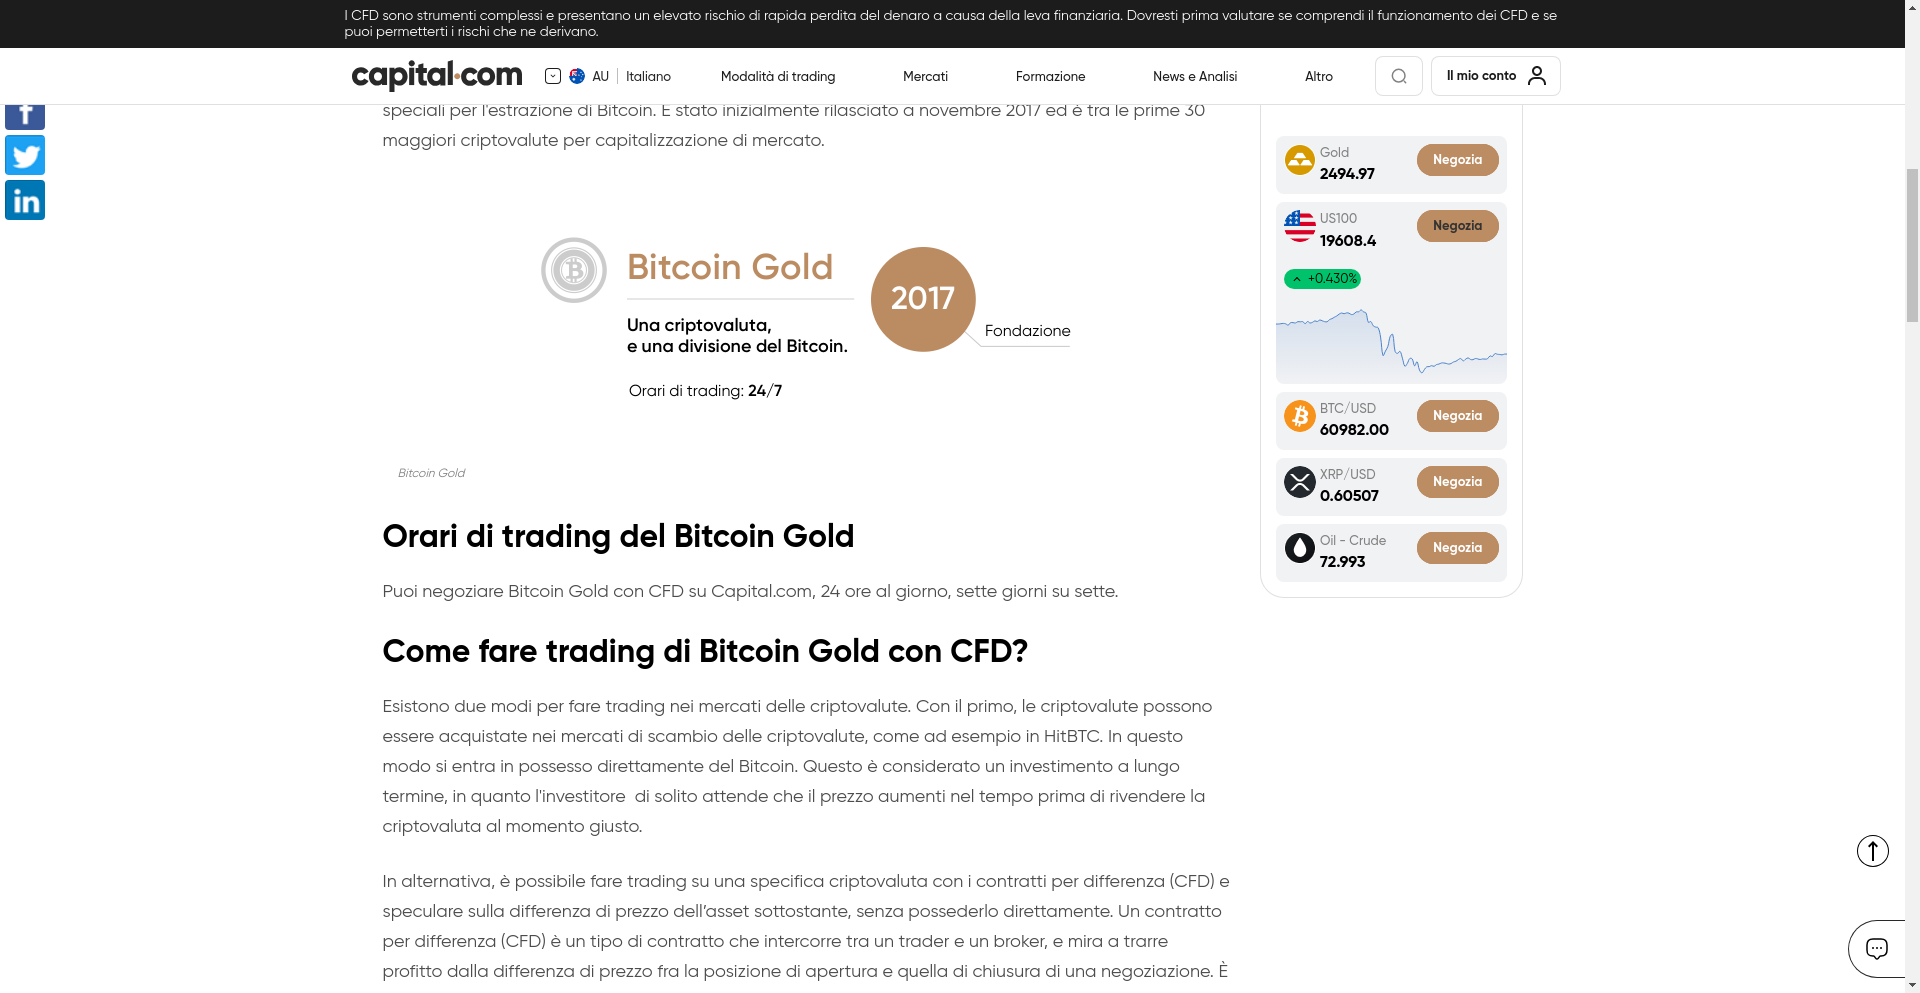 I CFD sono strumenti complessi e presentano un elevato rischio di rapida perdita del denaro a causa della leva finanziaria. Dovresti prima valutare se comprendi il funzionamento dei CFD e se
puoi permetterti i rischi che ne derivano.
capital.com
AU
Italiano
Modalità di trading
Mercati
Formazione
News e Analisi
Altro
Il mio conto
speciali per l'estrazione di Bitcoin. È stato inizialmente rilasciato a novembre 2017 ed è tra le prime 30
maggiori criptovalute per capitalizzazione di mercato.
Bitcoin Gold
Una criptovaluta,
e una divisione del Bitcoin.
Orari di trading: 24/7
2017
Fondazione
Bitcoin Gold
Orari di trading del Bitcoin Gold
Puoi negoziare Bitcoin Gold con CFD su Capital.com, 24 ore al giorno, sette giorni su sette.
Come fare trading di Bitcoin Gold con CFD?
Esistono due modi per fare trading nei mercati delle criptovalute. Con il primo, le criptovalute possono
essere acquistate nei mercati di scambio delle criptovalute, come ad esempio in HitBTC. In questo
modo si entra in possesso direttamente del Bitcoin. Questo è considerato un investimento a lungo
termine, in quanto l'investitore  di solito attende che il prezzo aumenti nel tempo prima di rivendere la
criptovaluta al momento giusto.
In alternativa, è possibile fare trading su una specifica criptovaluta con i contratti per differenza (CFD) e
speculare sulla differenza di prezzo dell’asset sottostante, senza possederlo direttamente. Un contratto
per differenza (CFD) è un tipo di contratto che intercorre tra un trader e un broker, e mira a trarre
profitto dalla differenza di prezzo fra la posizione di apertura e quella di chiusura di una negoziazione. È
Gold
2494.97
Negozia
US100
19608.4
Negozia
+0.430%
BTC/USD
60982.00
Negozia
XRP/USD
0.60507
Negozia
Oil - Crude
72.993
Negozia